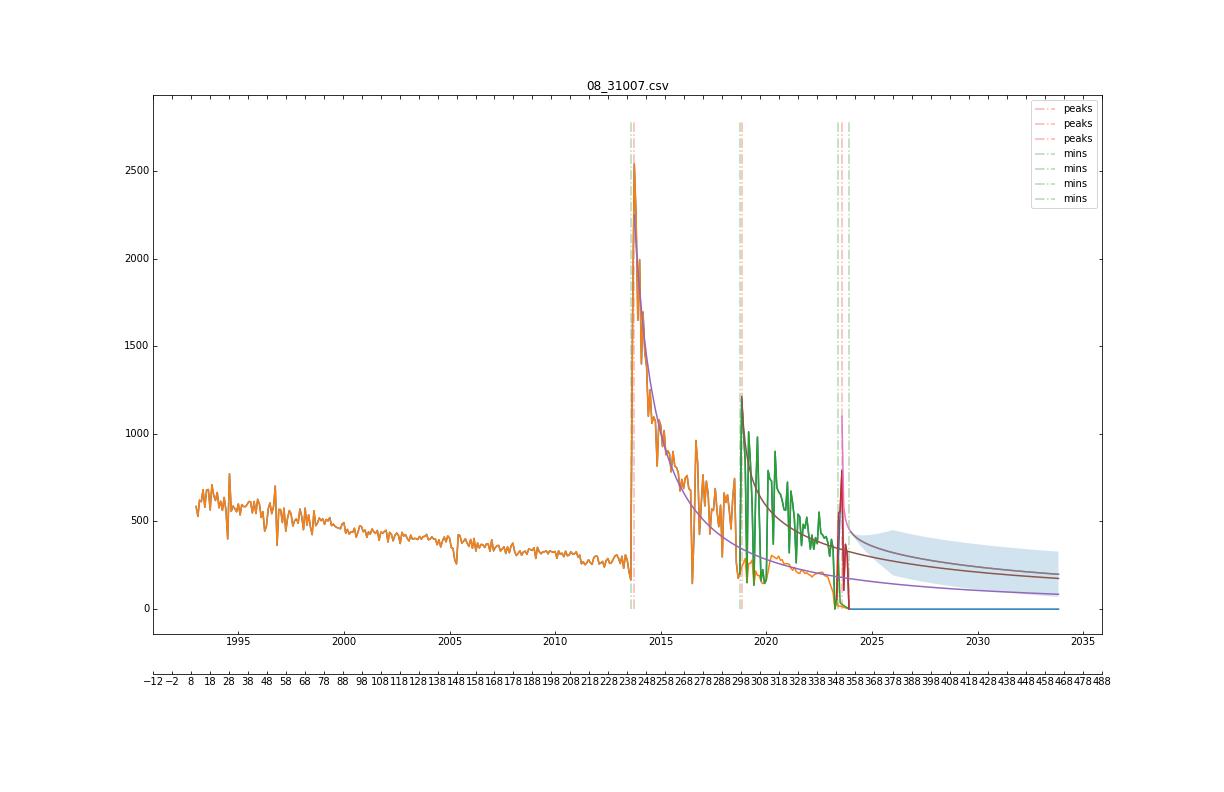 08_31007.csv
peaks
peaks
peaks
mins
mins
mins
mins
2500
2000
1500
1000
500
0
1995 2000 2005 2010 2015 2020 2025 2030 2035
−12 −2 8 18 28 38 48 58 68 78 88 98 108 118 128 138 148 158 168 178 188 198 208 218 228 238 248 258 268 278 288 298 308 318 328 338 348 358 368 378 388 398 408 418 428 438 448 458 468 478 488